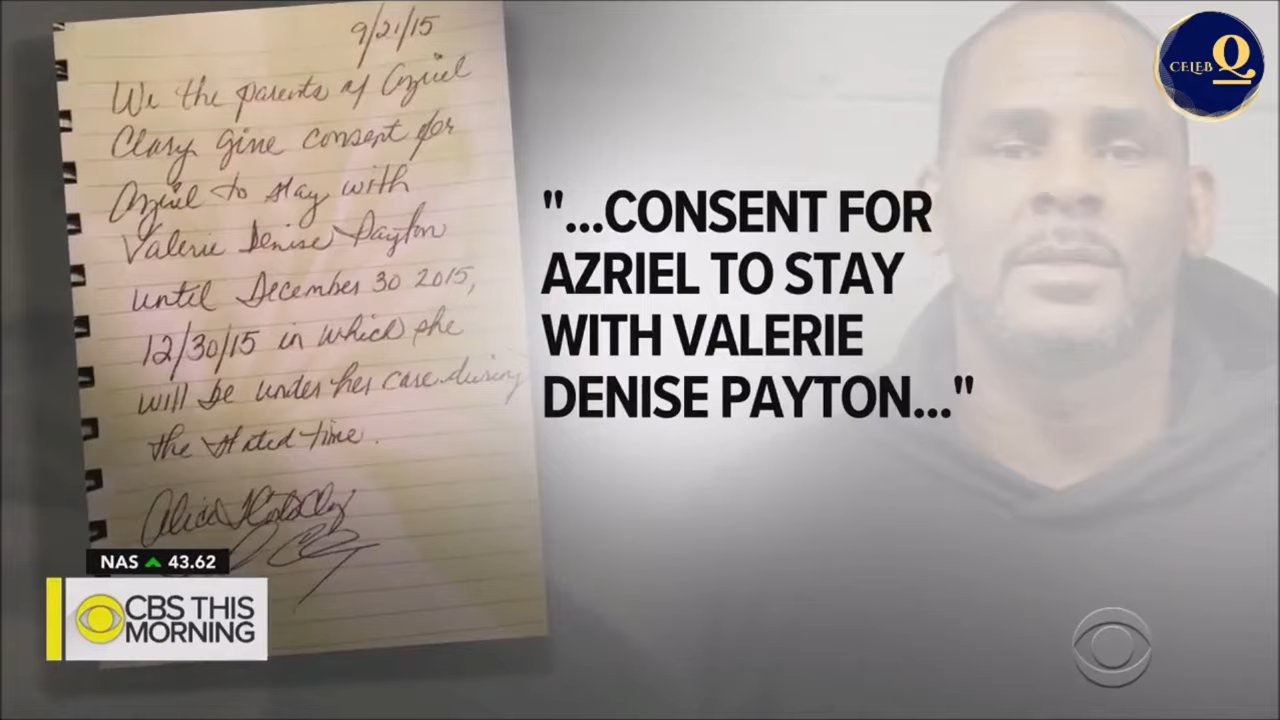 9/21/15
We the parents of Azriel
Clary give consent for
Azriel to stay with
Valerie Denise Payton
until December 30 2015,
12/30/15 in which she
will be under her care during
the stated time.
"...CONSENT FOR
AZRIEL TO STAY
WITH VALERIE
DENISE PAYTON..."
CELEB Q
NAS 43.62
CBS THIS
MORNING